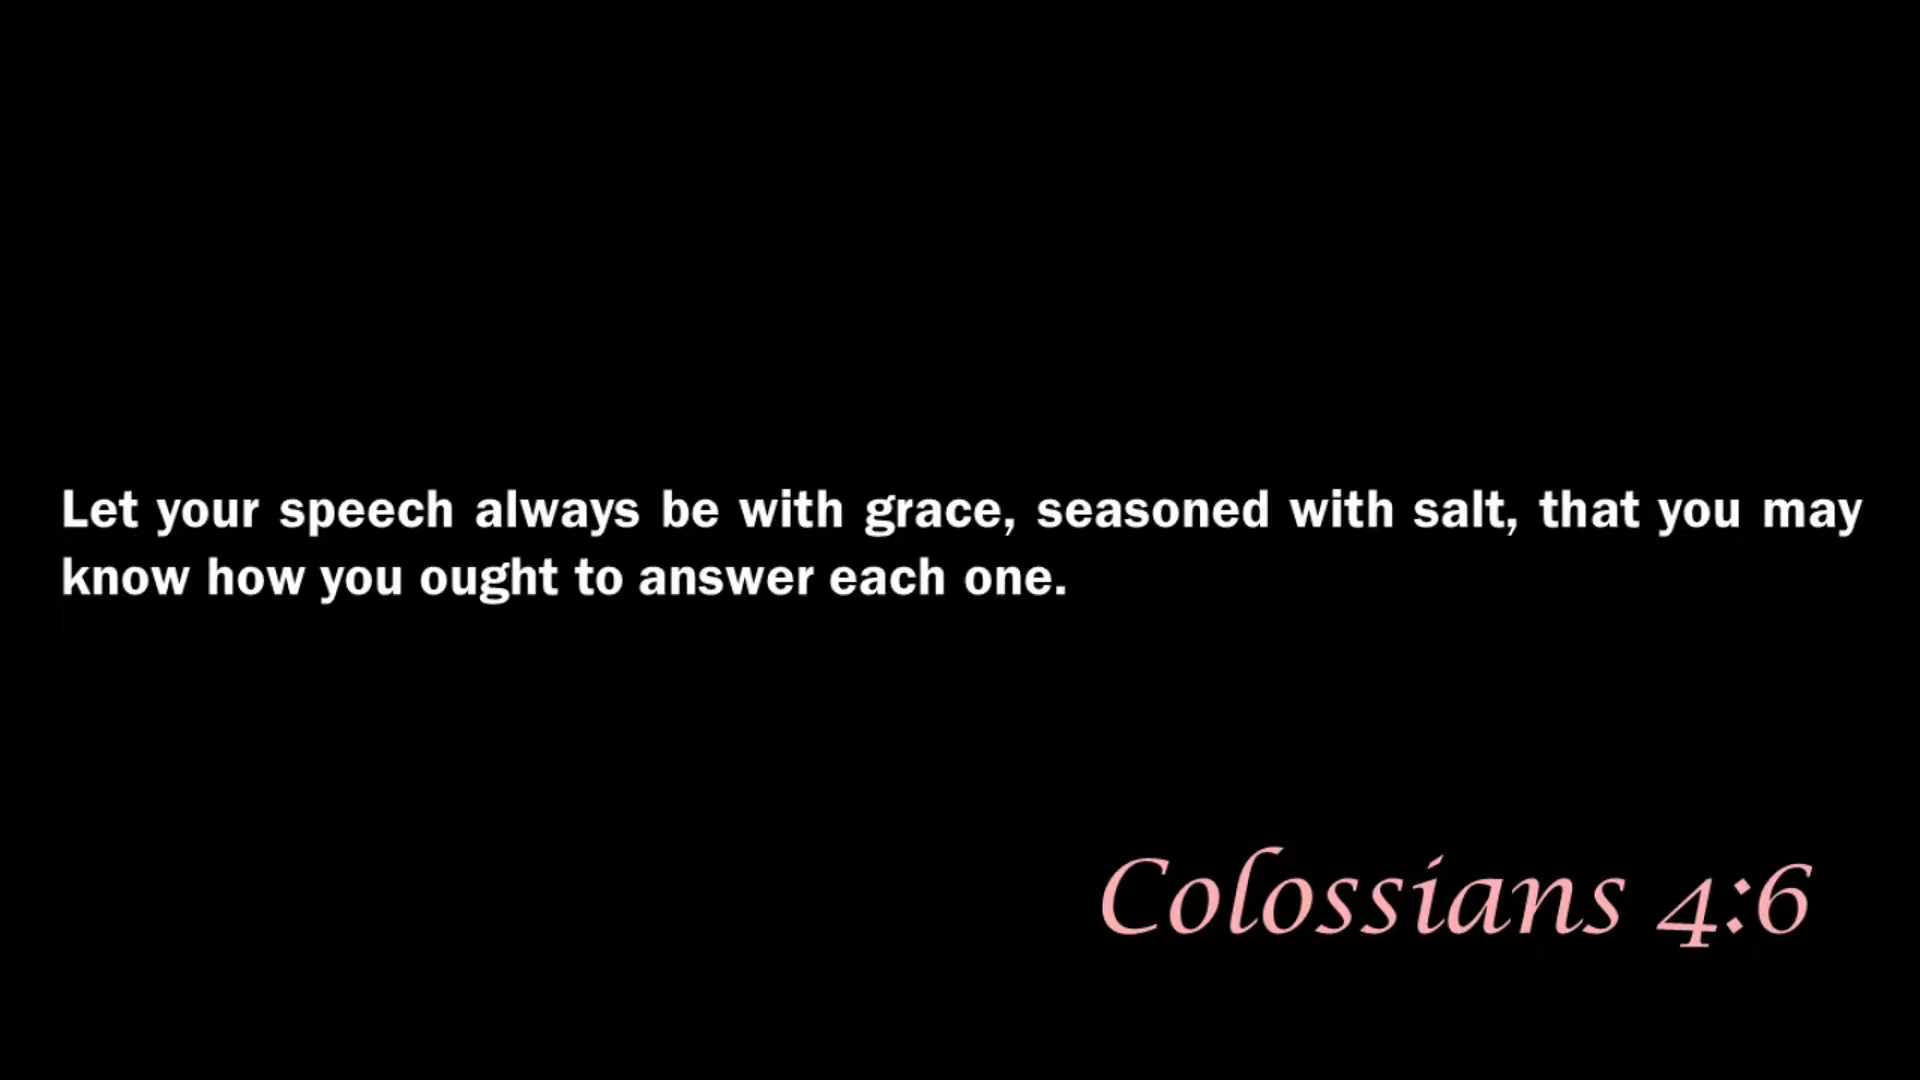 Let your speech always be with grace, seasoned with salt, that you may
know how you ought to answer each one.
Colossians 4:6